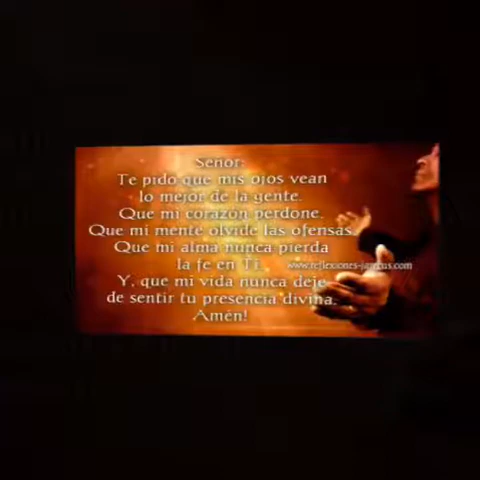 Señor:
Te pido que mis ojos vean
lo mejor de la gente.
Que mi corazón perdone.
Que mi mente olvide las ofensas.
Que mi alma nunca pierda
la fe en Ti.
Y, que mi vida nunca deje
de sentir tu presencia divina.
Amén!